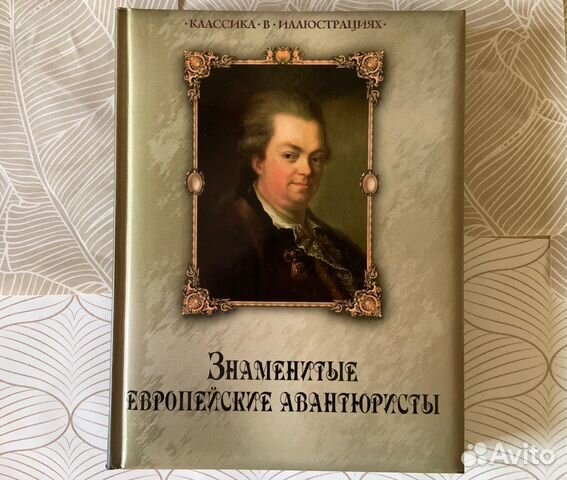 ·КЛАССИКА·В·ИЛЛЮСТРАЦИЯХ·
Знаменитые
европейские авантюристы
Avito